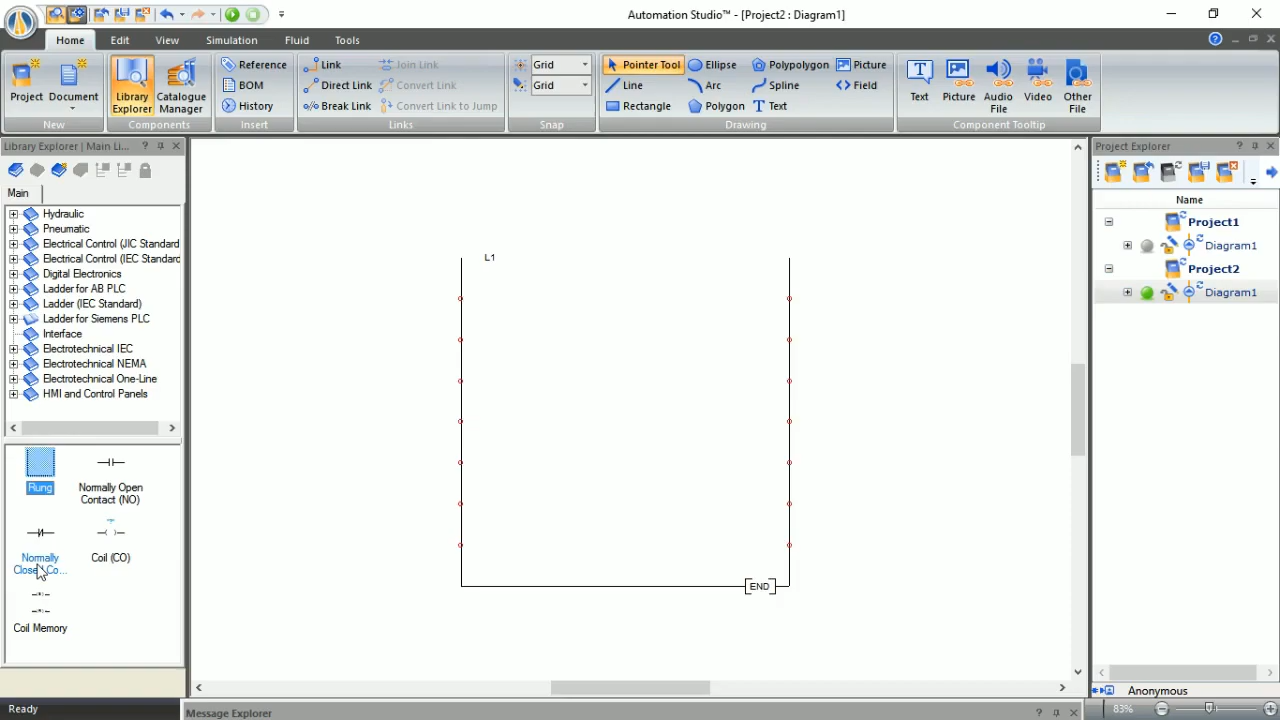 Automation Studio™ - [Project2 : Diagram1]
Home Edit View Simulation Fluid Tools
Reference Link Join Link Grid Pointer Tool Ellipse Polypolygon Picture
BOM Direct Link Convert Link Grid Line Arc Spline Field
Project Document Library Explorer Catalogue Manager Text Picture Audio File Video Other File
History Break Link Convert Link to Jump Rectangle Polygon Text
New Components Insert Links Snap Drawing Component Tooltip
Library Explorer | Main Li...
Main
Hydraulic
Pneumatic
Electrical Control (JIC Standard
Electrical Control (IEC Standard
Digital Electronics
Ladder for AB PLC
Ladder (IEC Standard)
Ladder for Siemens PLC
Interface
Electrotechnical IEC
Electrotechnical NEMA
Electrotechnical One-Line
HMI and Control Panels
Rung
Normally Open
Contact (NO)
Normally
Closed Co...
Coil (CO)
Coil Memory
L1
END
Project Explorer
Name
Project1
Diagram1
Project2
Diagram1
Anonymous
Ready
Message Explorer
83%